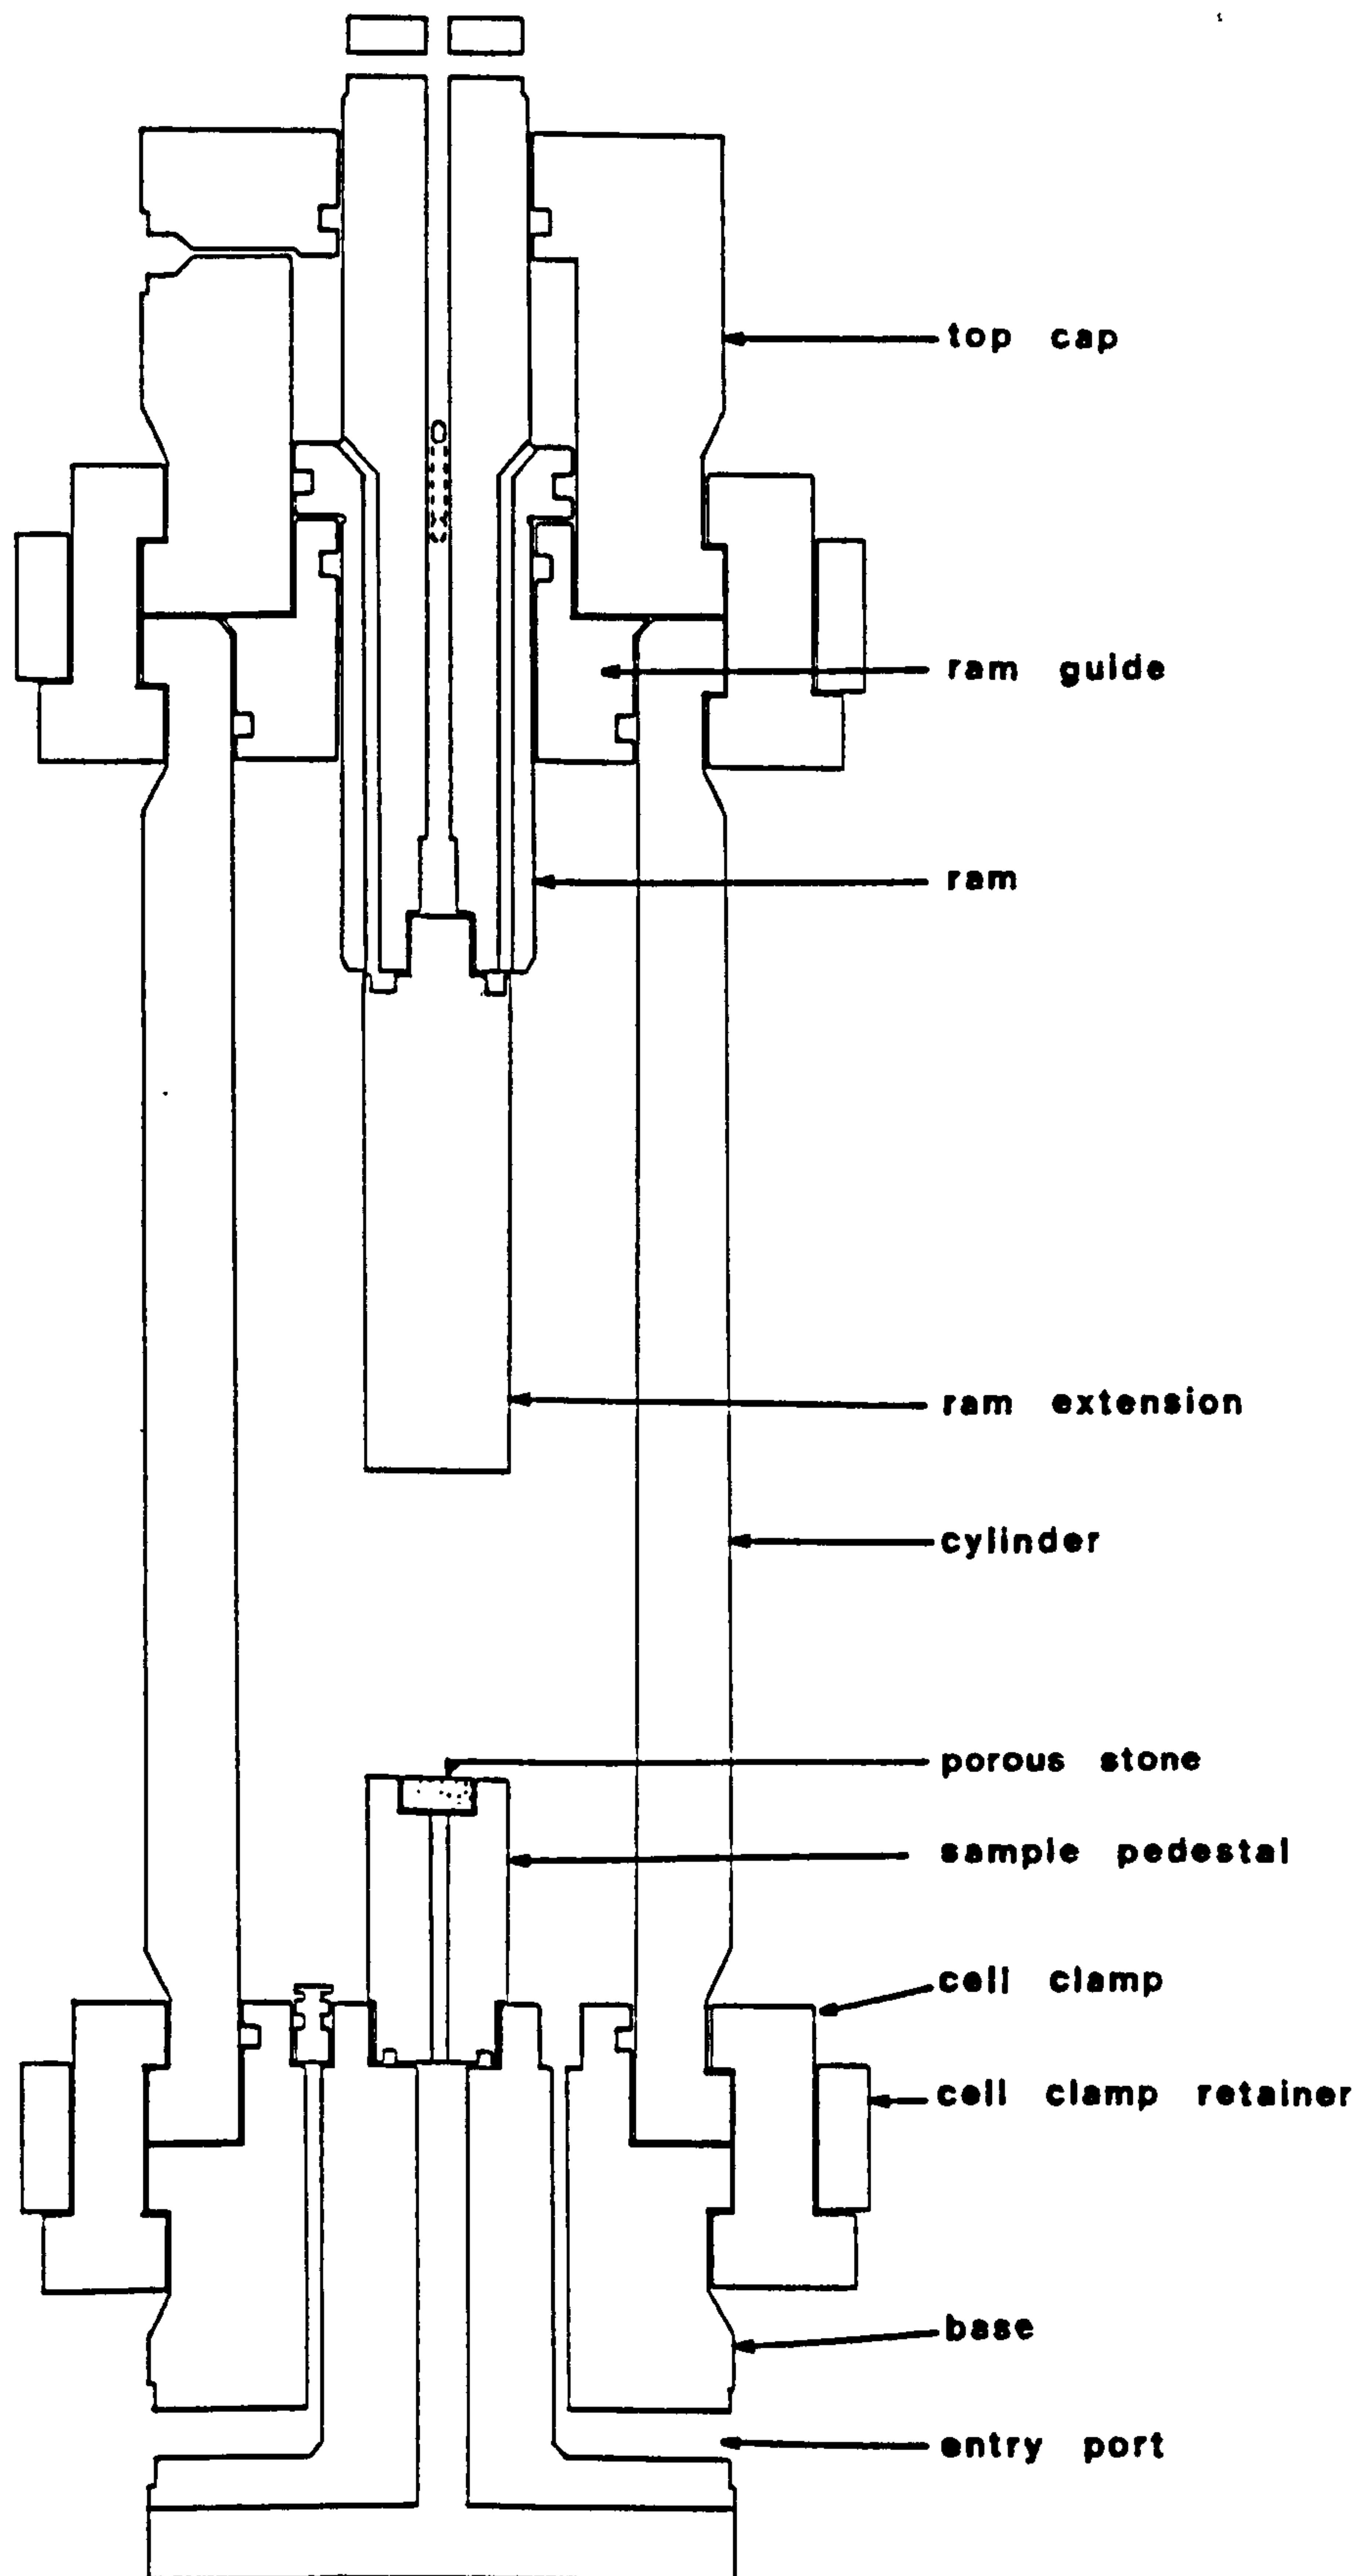 top cap
ram guide
ram
ram extension
cylinder
porous stone
sample pedestal
cell clamp
cell clamp retainer
base
entry port